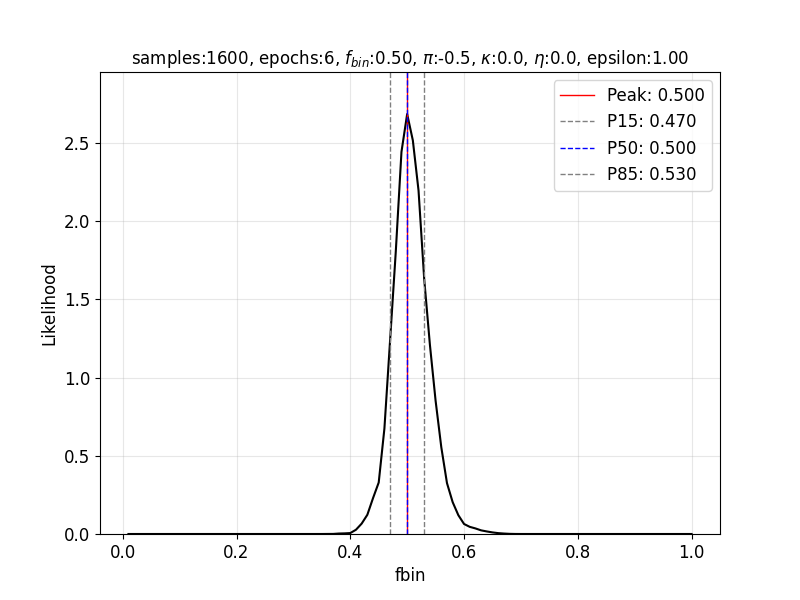 samples:1600, epochs:6, f_bin:0.50, π:-0.5, κ:0.0, η:0.0, epsilon:1.00
Peak: 0.500
P15: 0.470
P50: 0.500
P85: 0.530
2.5
2.0
1.5
1.0
0.5
0.0
Likelihood
0.0 0.2 0.4 0.6 0.8 1.0
fbin